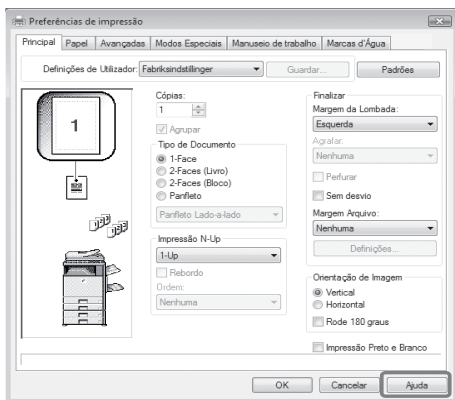 Preferências de impressão
Principal Papel Avançadas Modos Especiais Manuseio de trabalho Marcas d'Água
Definições de Utilizador: Fabriksindstillinger Guardar... Padrões
1
Cópias:
1
Agrupar
Tipo de Documento
1-Face
2-Faces (Livro)
2-Faces (Bloco)
Panfleto
Panfleto Lado-a-lado
Impressão N-Up
1-Up
Rebordo
Ordem:
Nenhuma
Finalizar
Margem da Lombada:
Esquerda
Agrafar:
Nenhuma
Perfurar
Sem desvio
Margem Arquivo:
Nenhuma
Definições...
Orientação de Imagem
Vertical
Horizontal
Rode 180 graus
Impressão Preto e Branco
OK Cancelar Ajuda